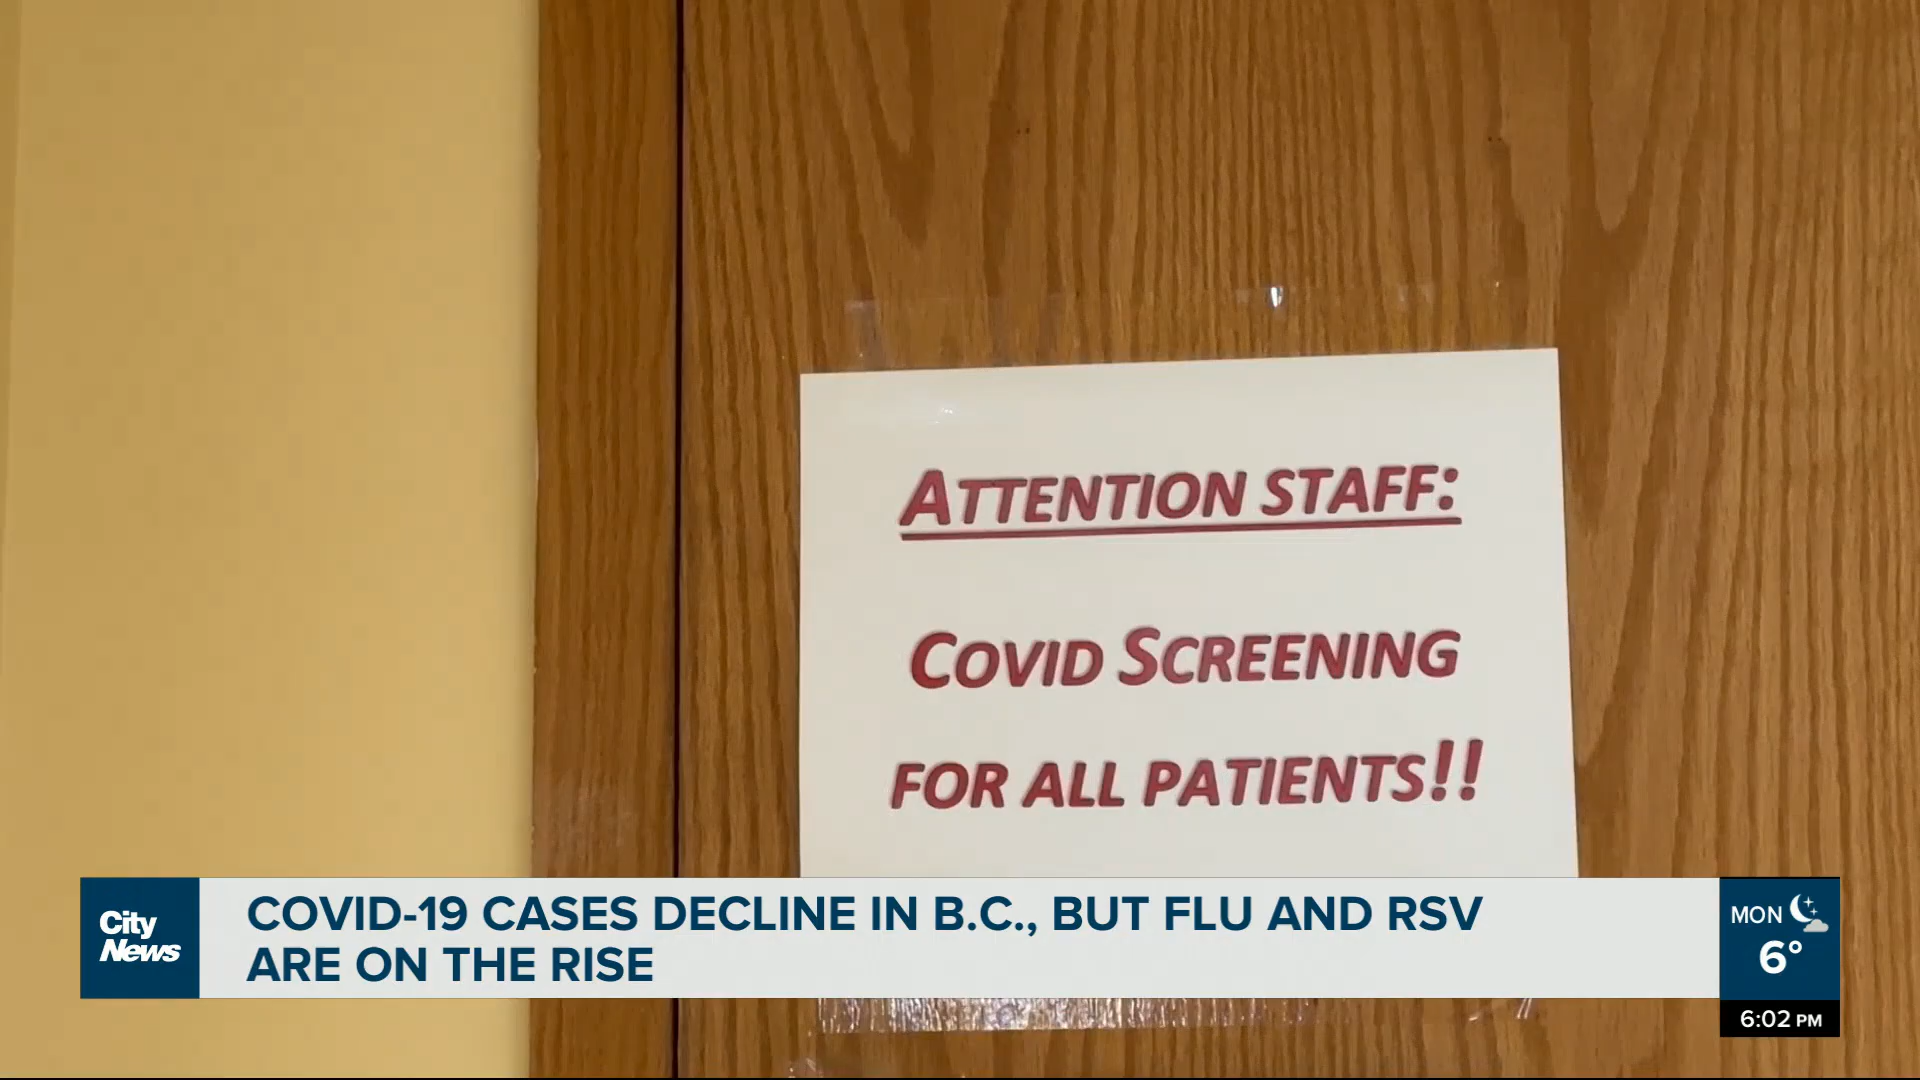 ATTENTION STAFF:
COVID SCREENING
FOR ALL PATIENTS!!
City
News
COVID-19 CASES DECLINE IN B.C., BUT FLU AND RSV
ARE ON THE RISE
MON
6°
6:02 PM